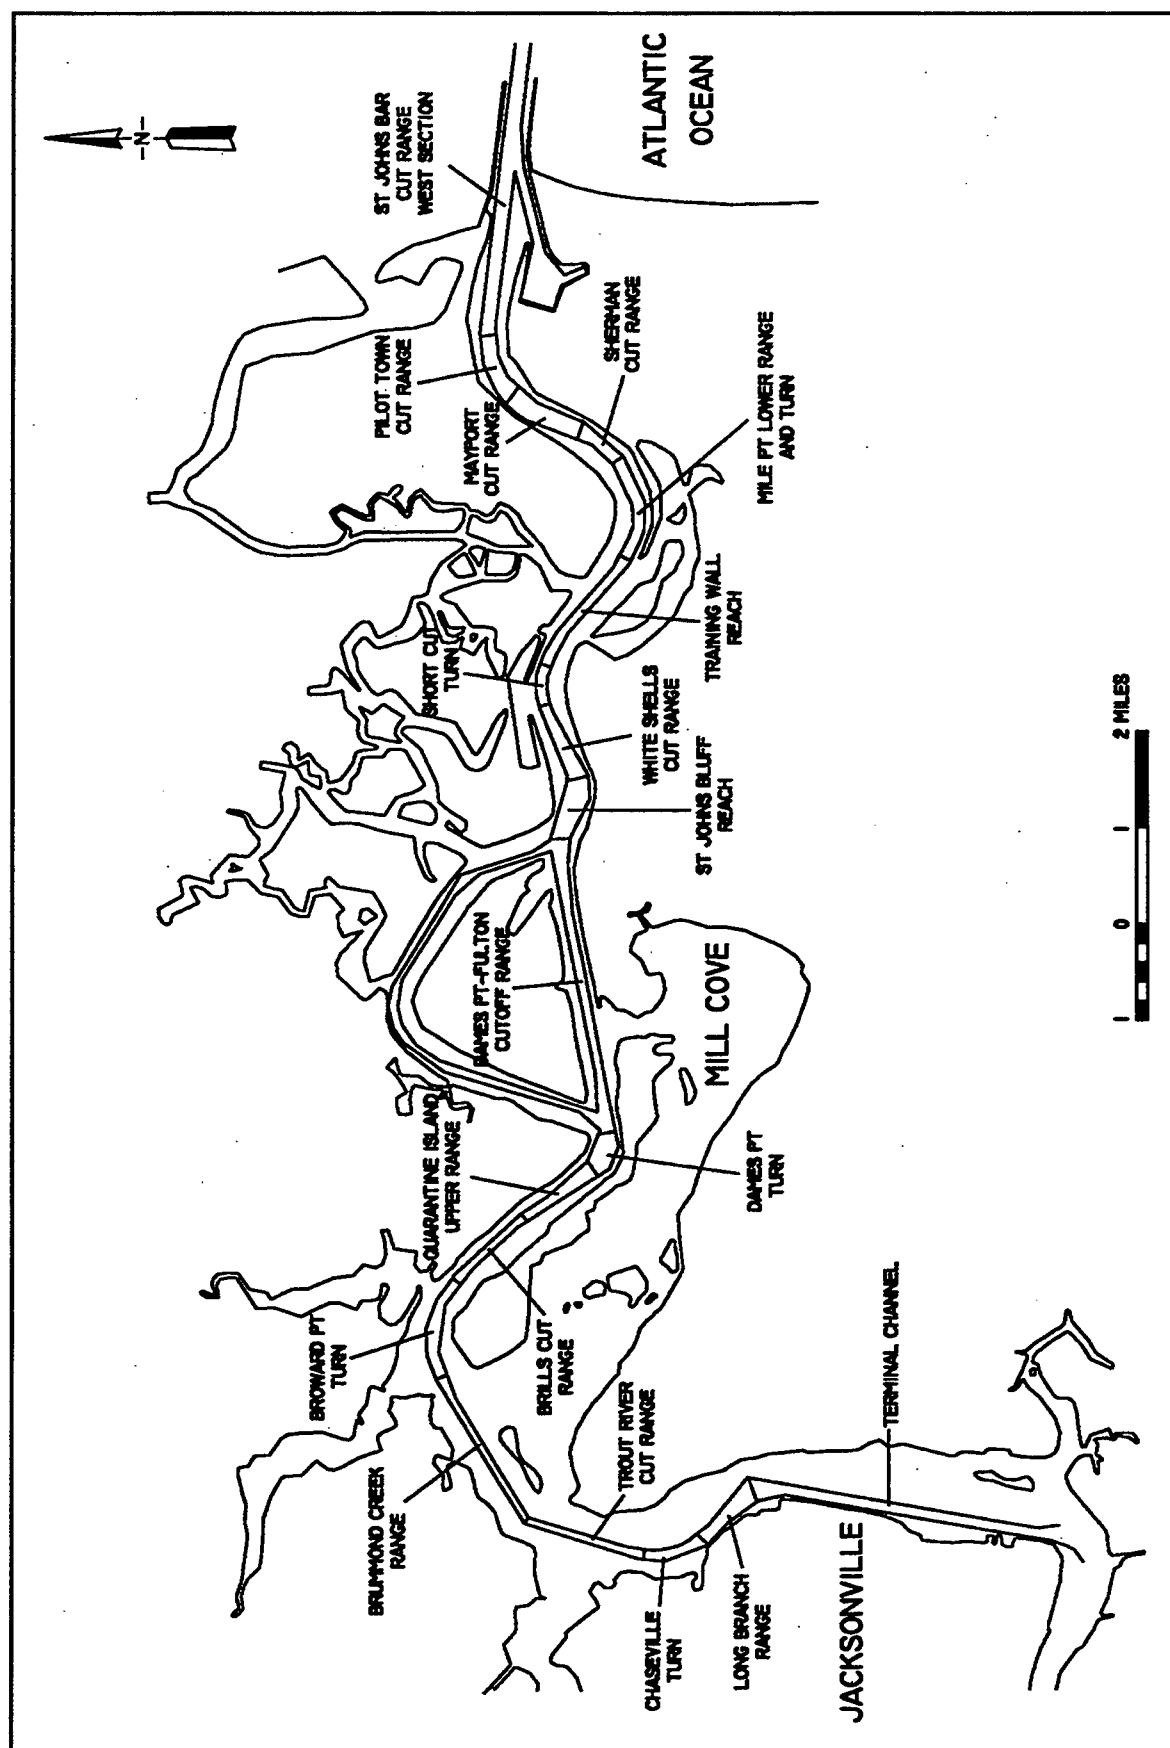 -N-
ST JOHNS BAR
CUT RANGE
WEST SECTION
ATLANTIC
OCEAN
PILOT TOWN
CUT RANGE
MAYPORT
CUT RANGE
SHERMAN
CUT RANGE
MILE PT LOWER RANGE
AND TURN
TRAINING WALL
REACH
SHORT CUT
TURN
WHITE SHELLS
CUT RANGE
ST JOHNS BLUFF
REACH
DAMES PT-FULTON
CUTOFF RANGE
MILL COVE
QUARANTINE ISLAND
UPPER RANGE
DAMES PT
TURN
BROWARD PT
TURN
BRILLS CUT
RANGE
DRUMMOND CREEK
RANGE
TROUT RIVER
CUT RANGE
TERMINAL CHANNEL
CHASEVILLE
TURN
LONG BRANCH
RANGE
JACKSONVILLE
1 0 1 2 MILES